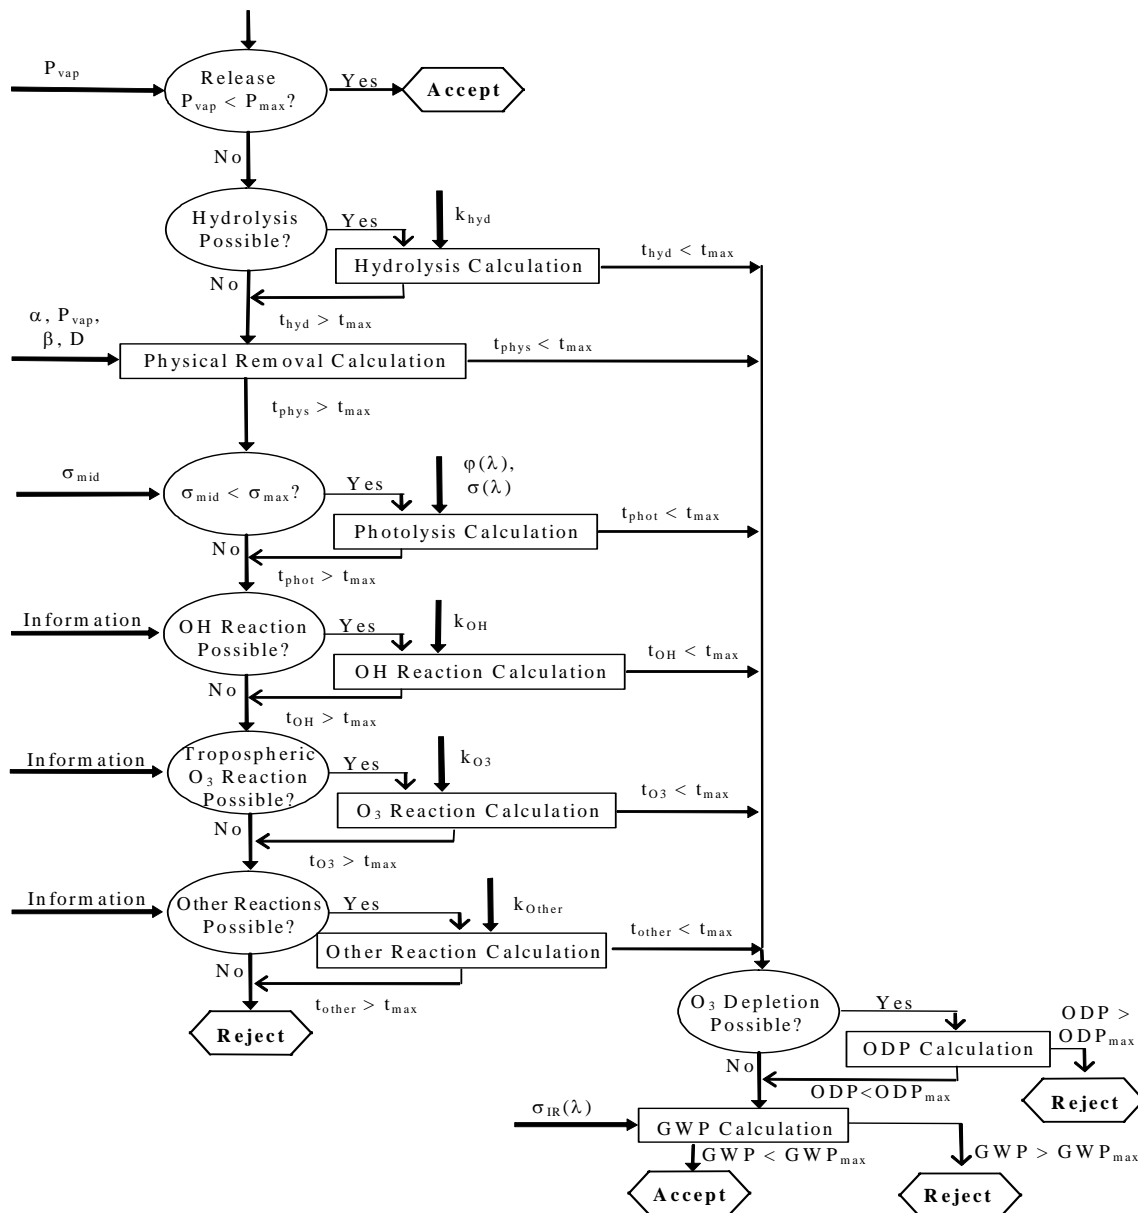 P_vap
Release
P_vap < P_max?
Yes
Accept
No
Hydrolysis
Possible?
Yes
k_hyd
Hydrolysis Calculation
t_hyd < t_max
No
t_hyd > t_max
α, P_vap,
β, D
Physical Removal Calculation
t_phys < t_max
t_phys > t_max
σ_mid
σ_mid < σ_max?
Yes
φ(λ),
σ(λ)
Photolysis Calculation
t_phot < t_max
No
t_phot > t_max
Information
OH Reaction
Possible?
Yes
k_OH
OH Reaction Calculation
t_OH < t_max
No
t_OH > t_max
Information
Tropospheric
O₃ Reaction
Possible?
Yes
k_O3
O₃ Reaction Calculation
t_O3 < t_max
No
t_O3 > t_max
Information
Other Reactions
Possible?
Yes
k_Other
Other Reaction Calculation
t_other < t_max
No
t_other > t_max
Reject
O₃ Depletion
Possible?
Yes
ODP Calculation
ODP >
ODP_max
Reject
No
ODP<ODP_max
σ_IR(λ)
GWP Calculation
GWP < GWP_max
GWP > GWP_max
Accept
Reject